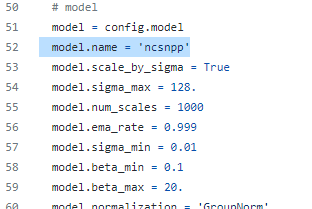 50 # model
51 model = config.model
52 model.name = 'ncsnpp'
53 model.scale_by_sigma = True
54 model.sigma_max = 128.
55 model.num_scales = 1000
56 model.ema_rate = 0.999
57 model.sigma_min = 0.01
58 model.beta_min = 0.1
59 model.beta_max = 20.
60 model.normalization = 'GroupNorm'